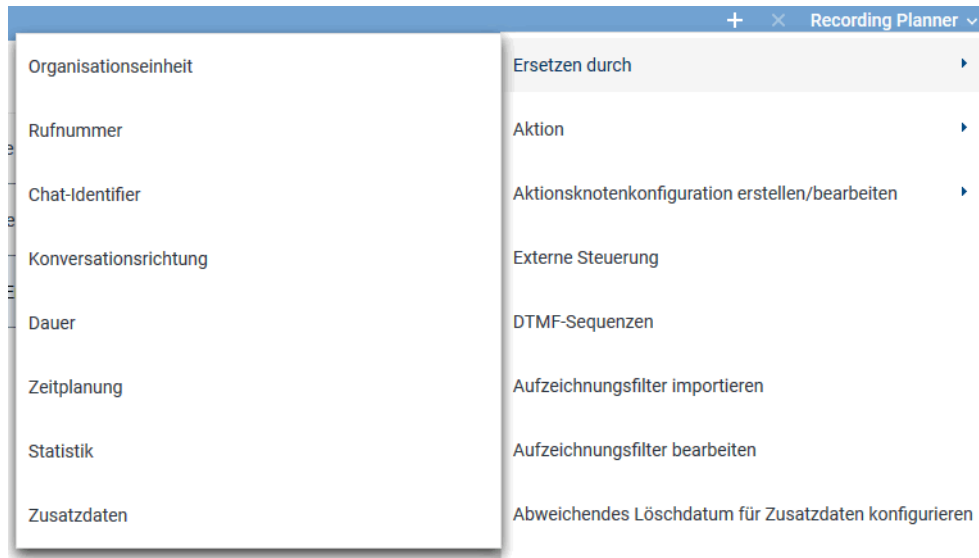 Recording Planner
Organisationseinheit
Rufnummer
Chat-Identifier
Konversationsrichtung
Dauer
Zeitplanung
Statistik
Zusatzdaten
Ersetzen durch
Aktion
Aktionsknotenkonfiguration erstellen/bearbeiten
Externe Steuerung
DTMF-Sequenzen
Aufzeichnungsfilter importieren
Aufzeichnungsfilter bearbeiten
Abweichendes Löschdatum für Zusatzdaten konfigurieren